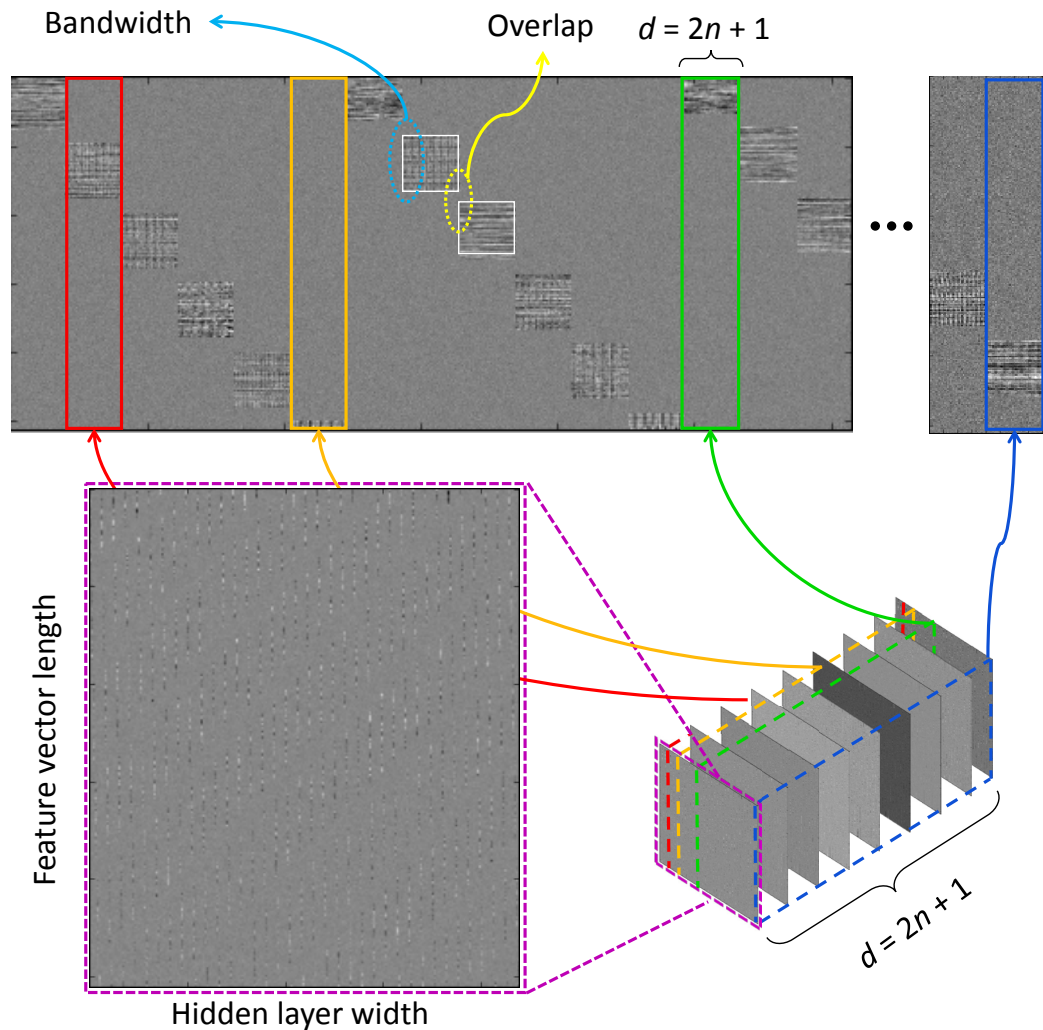 Bandwidth
Overlap
d = 2n + 1
•••
Feature vector length
Hidden layer width
d = 2n + 1